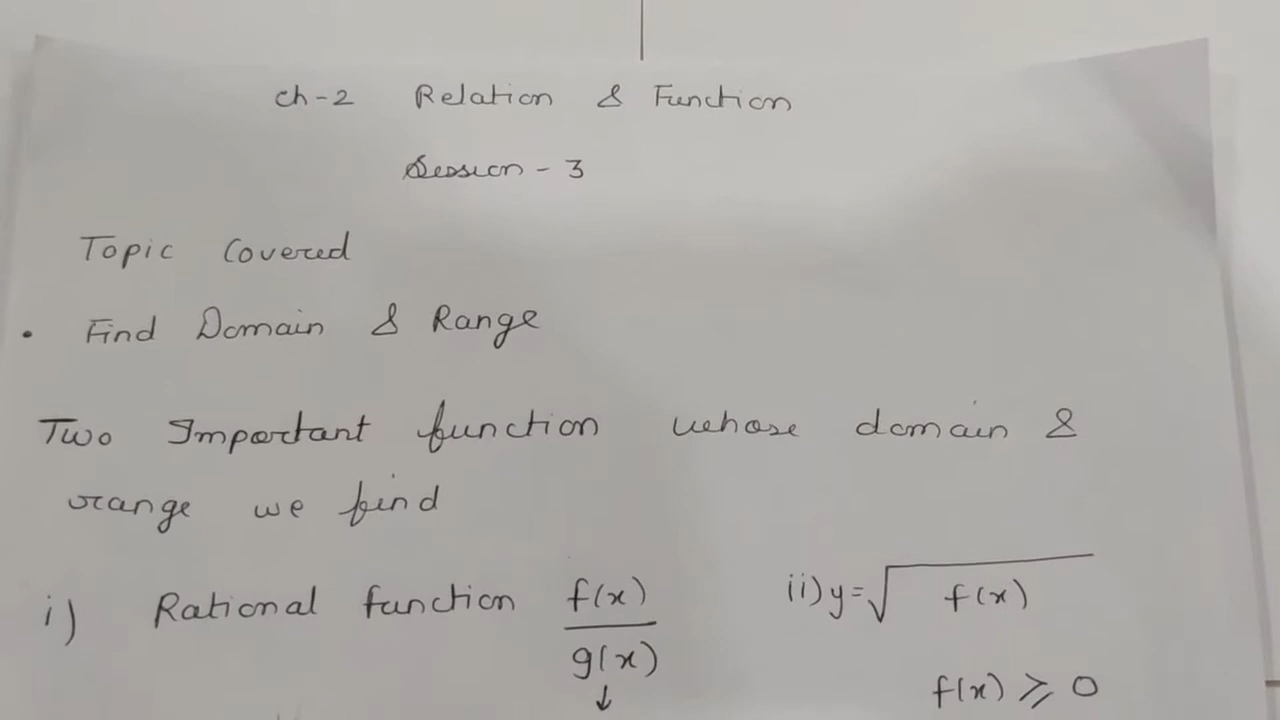 Ch-2 Relation & Function
Session - 3
Topic Covered
• Find Domain & Range
Two Important function whose domain &
range we find
i) Rational function f(x)/g(x) ii) y=√f(x)
↓ f(x) ⩾ 0